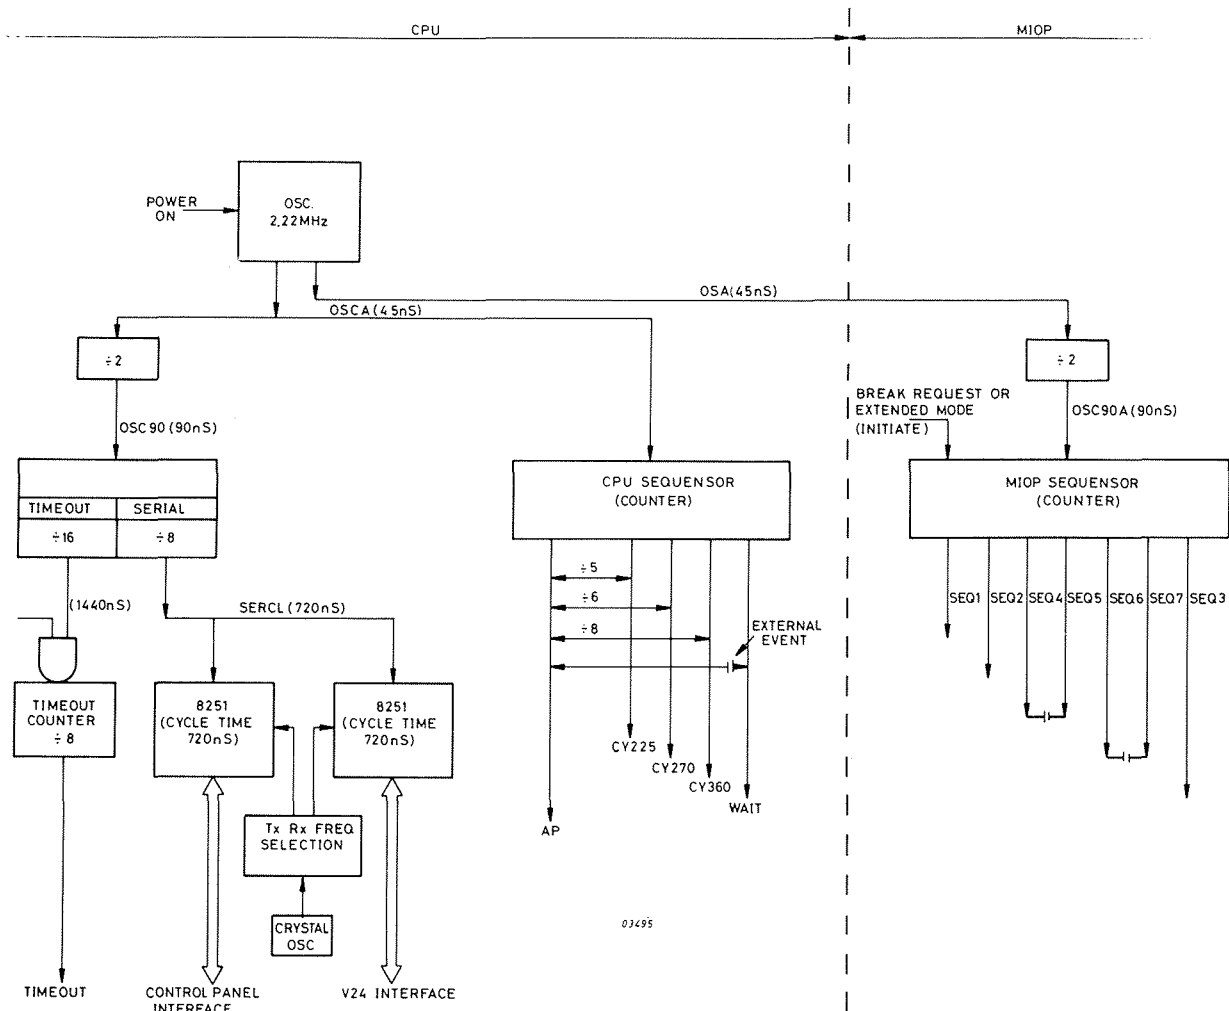 CPU
MIOP
POWER
ON
OSC.
2,22MHz
OSA(45nS)
OSCA(45nS)
÷2
÷2
BREAK REQUEST OR
EXTENDED MODE
(INITIATE)
OSC90(90nS)
OSC90A(90nS)
TIMEOUT
SERIAL
÷16
÷8
CPU SEQUENSOR
(COUNTER)
MIOP SEQUENSOR
(COUNTER)
÷5
÷6
÷8
EXTERNAL
EVENT
(1440nS)
SERCL(720nS)
SEQ1
SEQ2
SEQ4
SEQ5
SEQ6
SEQ7
SEQ3
TIMEOUT
COUNTER
÷8
8251
(CYCLE TIME
720nS)
8251
(CYCLE TIME
720nS)
CY225
CY270
CY360
WAIT
AP
Tx Rx FREQ
SELECTION
CRYSTAL
OSC
03495
TIMEOUT
CONTROL PANEL
INTERFACE
V24 INTERFACE